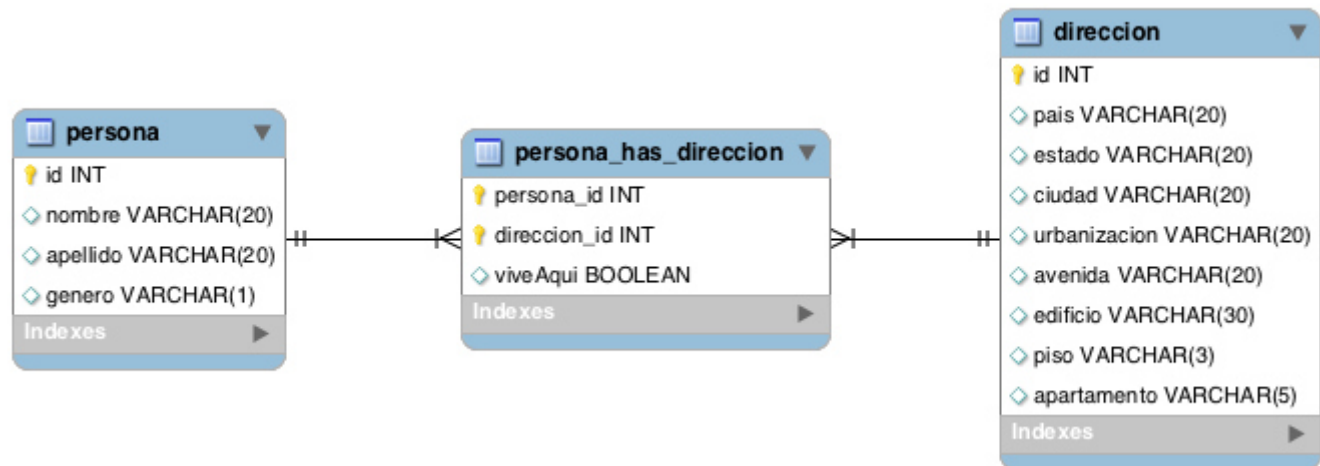 persona
id INT
nombre VARCHAR(20)
apellido VARCHAR(20)
genero VARCHAR(1)
Indexes
persona_has_direccion
persona_id INT
direccion_id INT
viveAqui BOOLEAN
Indexes
direccion
id INT
pais VARCHAR(20)
estado VARCHAR(20)
ciudad VARCHAR(20)
urbanizacion VARCHAR(20)
avenida VARCHAR(20)
edificio VARCHAR(30)
piso VARCHAR(3)
apartamento VARCHAR(5)
Indexes